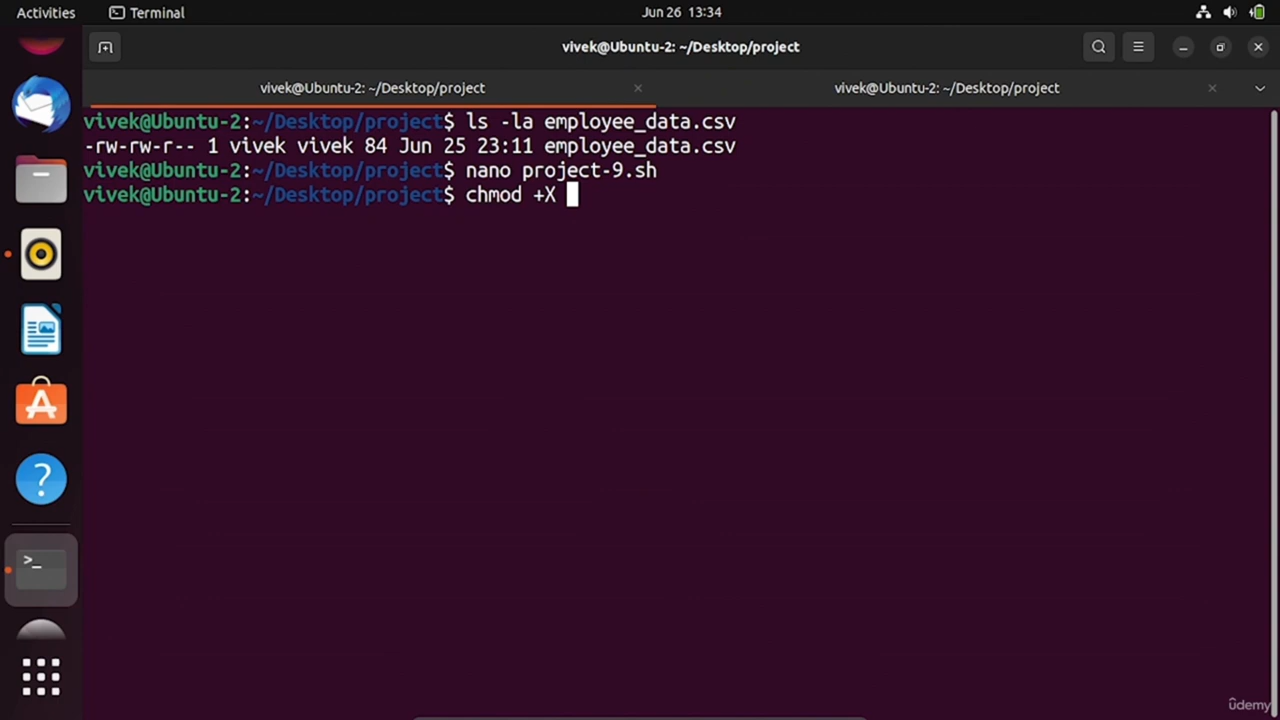 Activities
Terminal
Jun 26 13:34
vivek@Ubuntu-2: ~/Desktop/project
vivek@Ubuntu-2: ~/Desktop/project
vivek@Ubuntu-2: ~/Desktop/project
vivek@Ubuntu-2:~/Desktop/project$ ls -la employee_data.csv
-rw-rw-r-- 1 vivek vivek 84 Jun 25 23:11 employee_data.csv
vivek@Ubuntu-2:~/Desktop/project$ nano project-9.sh
vivek@Ubuntu-2:~/Desktop/project$ chmod +X
>_
ûdemy